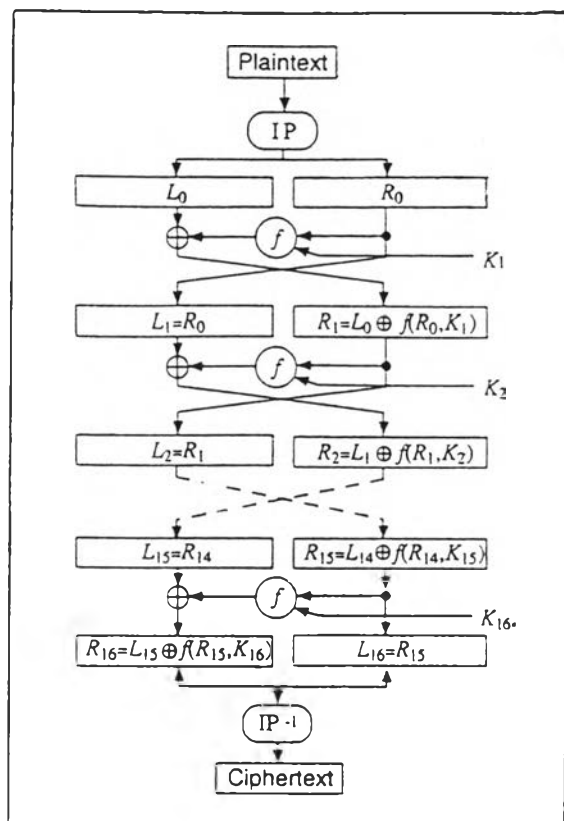 Plaintext
IP
L₀ R₀
⊕ f
K1
L₁=R₀ R₁=L₀ ⊕ f(R₀,K₁)
⊕ f
K2
L₂=R₁ R₂=L₁ ⊕ f(R₁,K₂)
L₁₅=R₁₄ R₁₅=L₁₄⊕f(R₁₄,K₁₅)
⊕ f
K₁₆.
R₁₆=L₁₅⊕f(R₁₅,K₁₆) L₁₆=R₁₅
IP⁻¹
Ciphertext